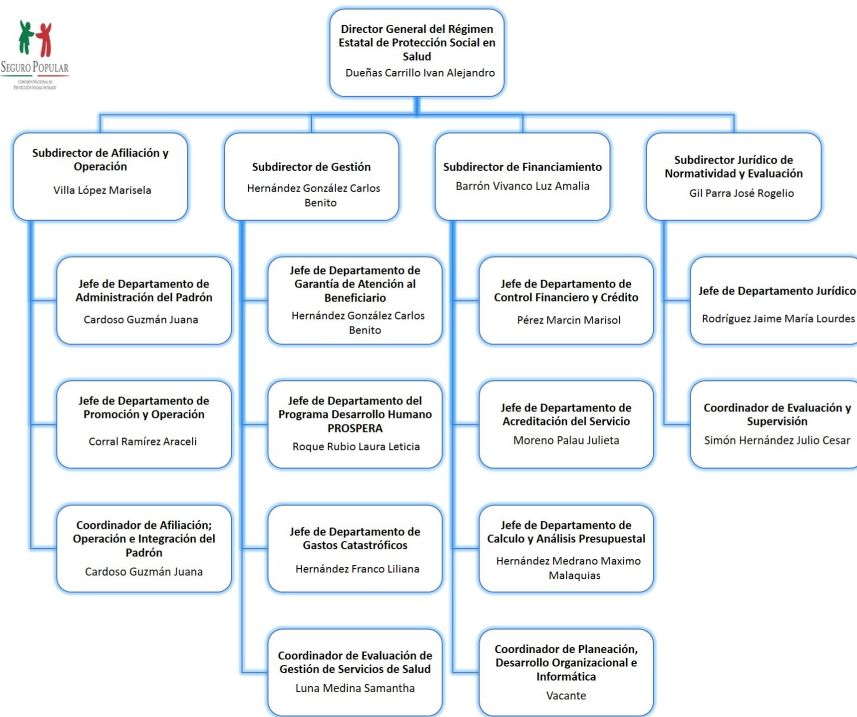 SEGURO POPULAR
COMISIÓN NACIONAL DE
PROTECCIÓN SOCIAL EN SALUD
Director General del Régimen
Estatal de Protección Social en
Salud
Dueñas Carrillo Ivan Alejandro
Subdirector de Afiliación y
Operación
Villa López Marisela
Subdirector de Gestión
Hernández González Carlos
Benito
Subdirector de Financiamiento
Barrón Vivanco Luz Amalia
Subdirector Jurídico de
Normatividad y Evaluación
Gil Parra José Rogelio
Jefe de Departamento de
Administración del Padrón
Cardoso Guzmán Juana
Jefe de Departamento de
Garantía de Atención al
Beneficiario
Hernández González Carlos
Benito
Jefe de Departamento de
Control Financiero y Crédito
Pérez Marcin Marisol
Jefe de Departamento Jurídico
Rodríguez Jaime María Lourdes
Jefe de Departamento de
Promoción y Operación
Corral Ramírez Araceli
Jefe de Departamento del
Programa Desarrollo Humano
PROSPERA
Roque Rubio Laura Leticia
Jefe de Departamento de
Acreditación del Servicio
Moreno Palau Julieta
Coordinador de Evaluación y
Supervisión
Simón Hernández Julio Cesar
Coordinador de Afiliación;
Operación e Integración del
Padrón
Cardoso Guzmán Juana
Jefe de Departamento de
Gastos Catastróficos
Hernández Franco Liliana
Jefe de Departamento de
Calculo y Análisis Presupuestal
Hernández Medrano Maximo
Malaquias
Coordinador de Evaluación de
Gestión de Servicios de Salud
Luna Medina Samantha
Coordinador de Planeación,
Desarrollo Organizacional e
Informática
Vacante